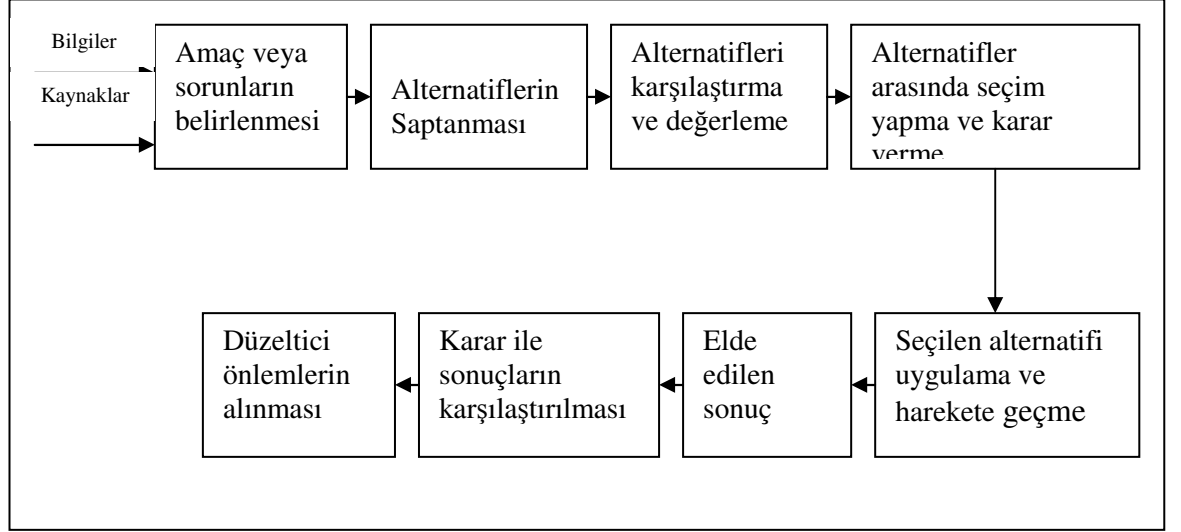 Bilgiler
Kaynaklar
Amaç veya
sorunların
belirlenmesi
Alternatiflerin
Saptanması
Alternatifleri
karşılaştırma
ve değerleme
Alternatifler
arasında seçim
yapma ve karar
verme
Seçilen alternatifi
uygulama ve
harekete geçme
Elde
edilen
sonuç
Karar ile
sonuçların
karşılaştırılması
Düzeltici
önlemlerin
alınması